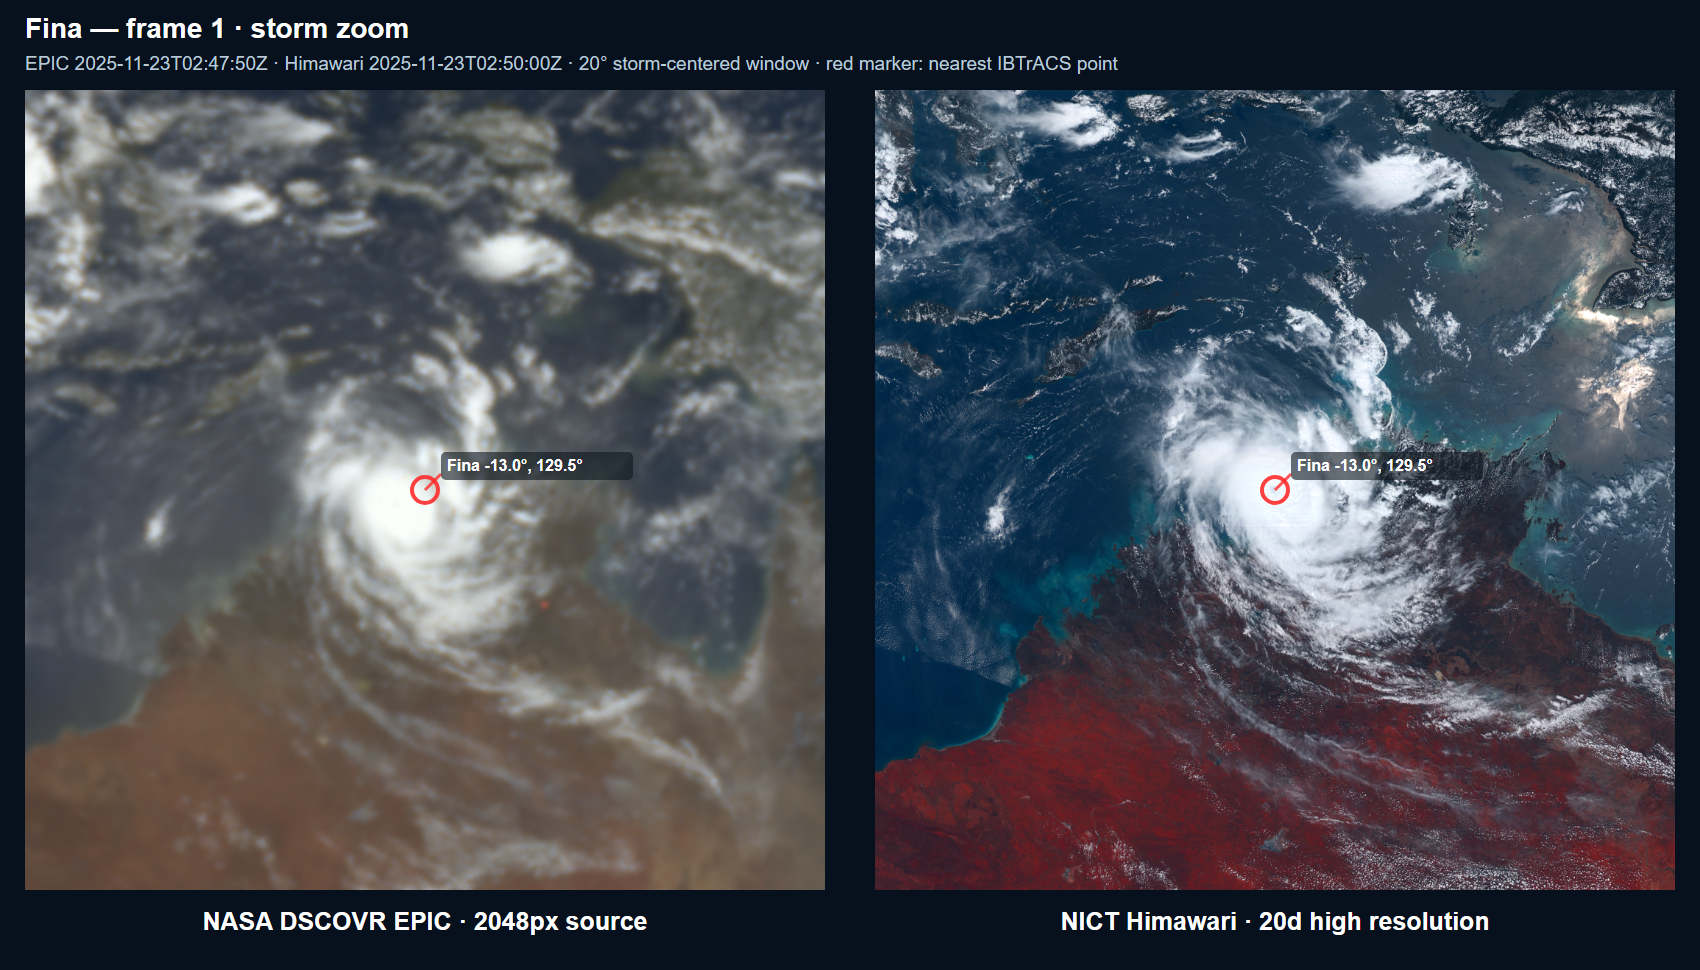 Fina — frame 1 · storm zoom
EPIC 2025-11-23T02:47:50Z · Himawari 2025-11-23T02:50:00Z · 20° storm-centered window · red marker: nearest IBTrACS point
Fina -13.0°, 129.5°
Fina -13.0°, 129.5°
NASA DSCOVR EPIC · 2048px source
NICT Himawari · 20d high resolution